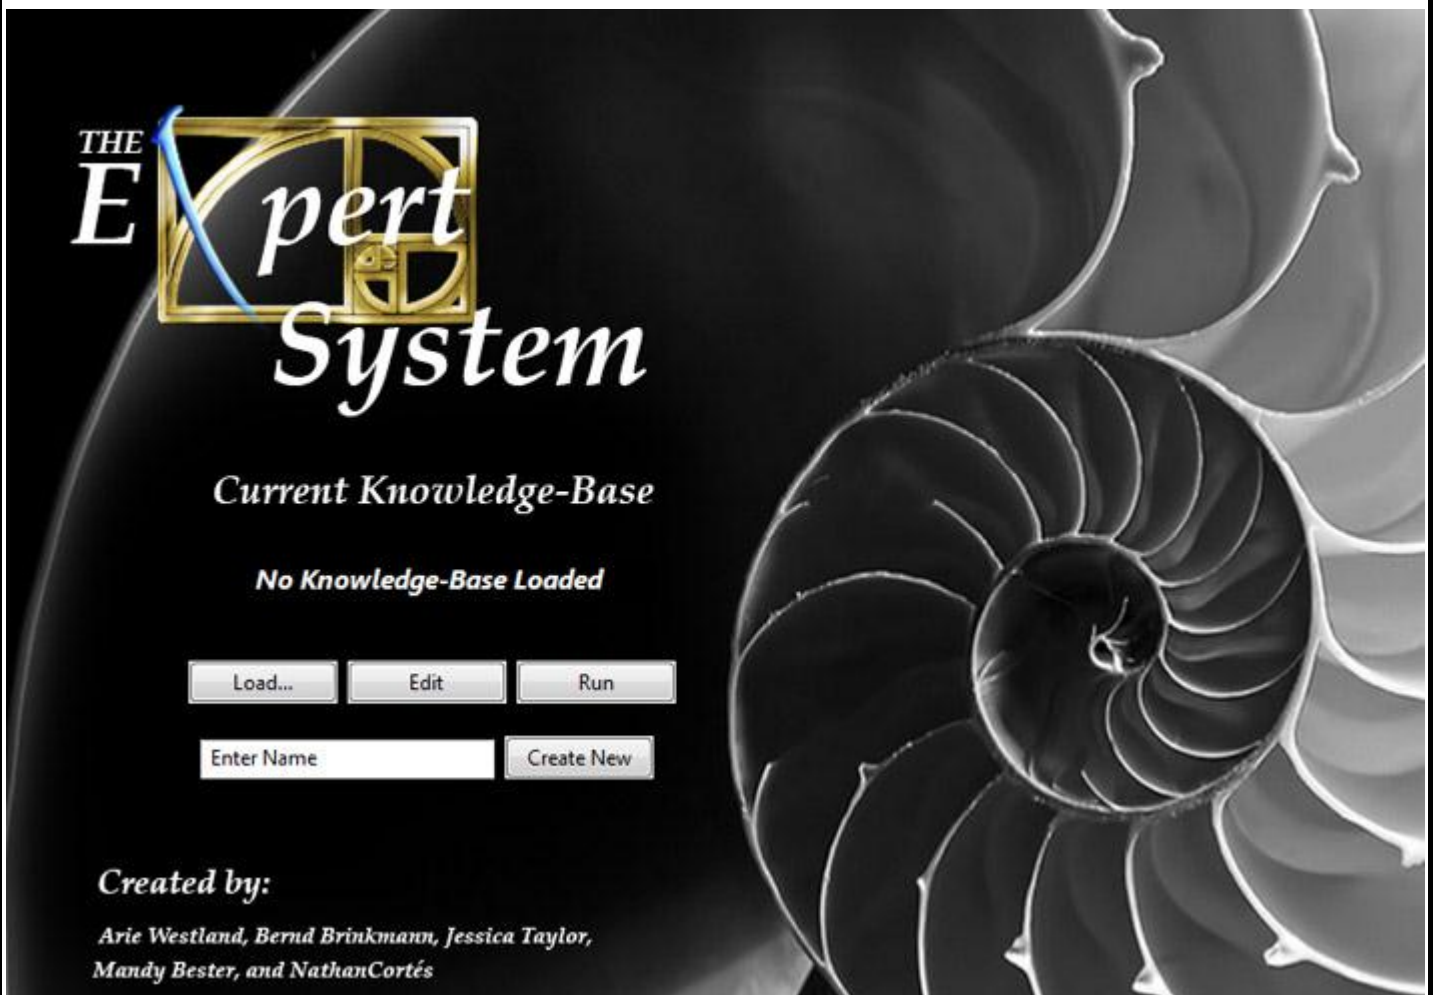 THE
Expert
System
Current Knowledge-Base
No Knowledge-Base Loaded
Load... Edit Run
Enter Name Create New
Created by:
Arie Westland, Bernd Brinkmann, Jessica Taylor,
Mandy Bester, and NathanCortés